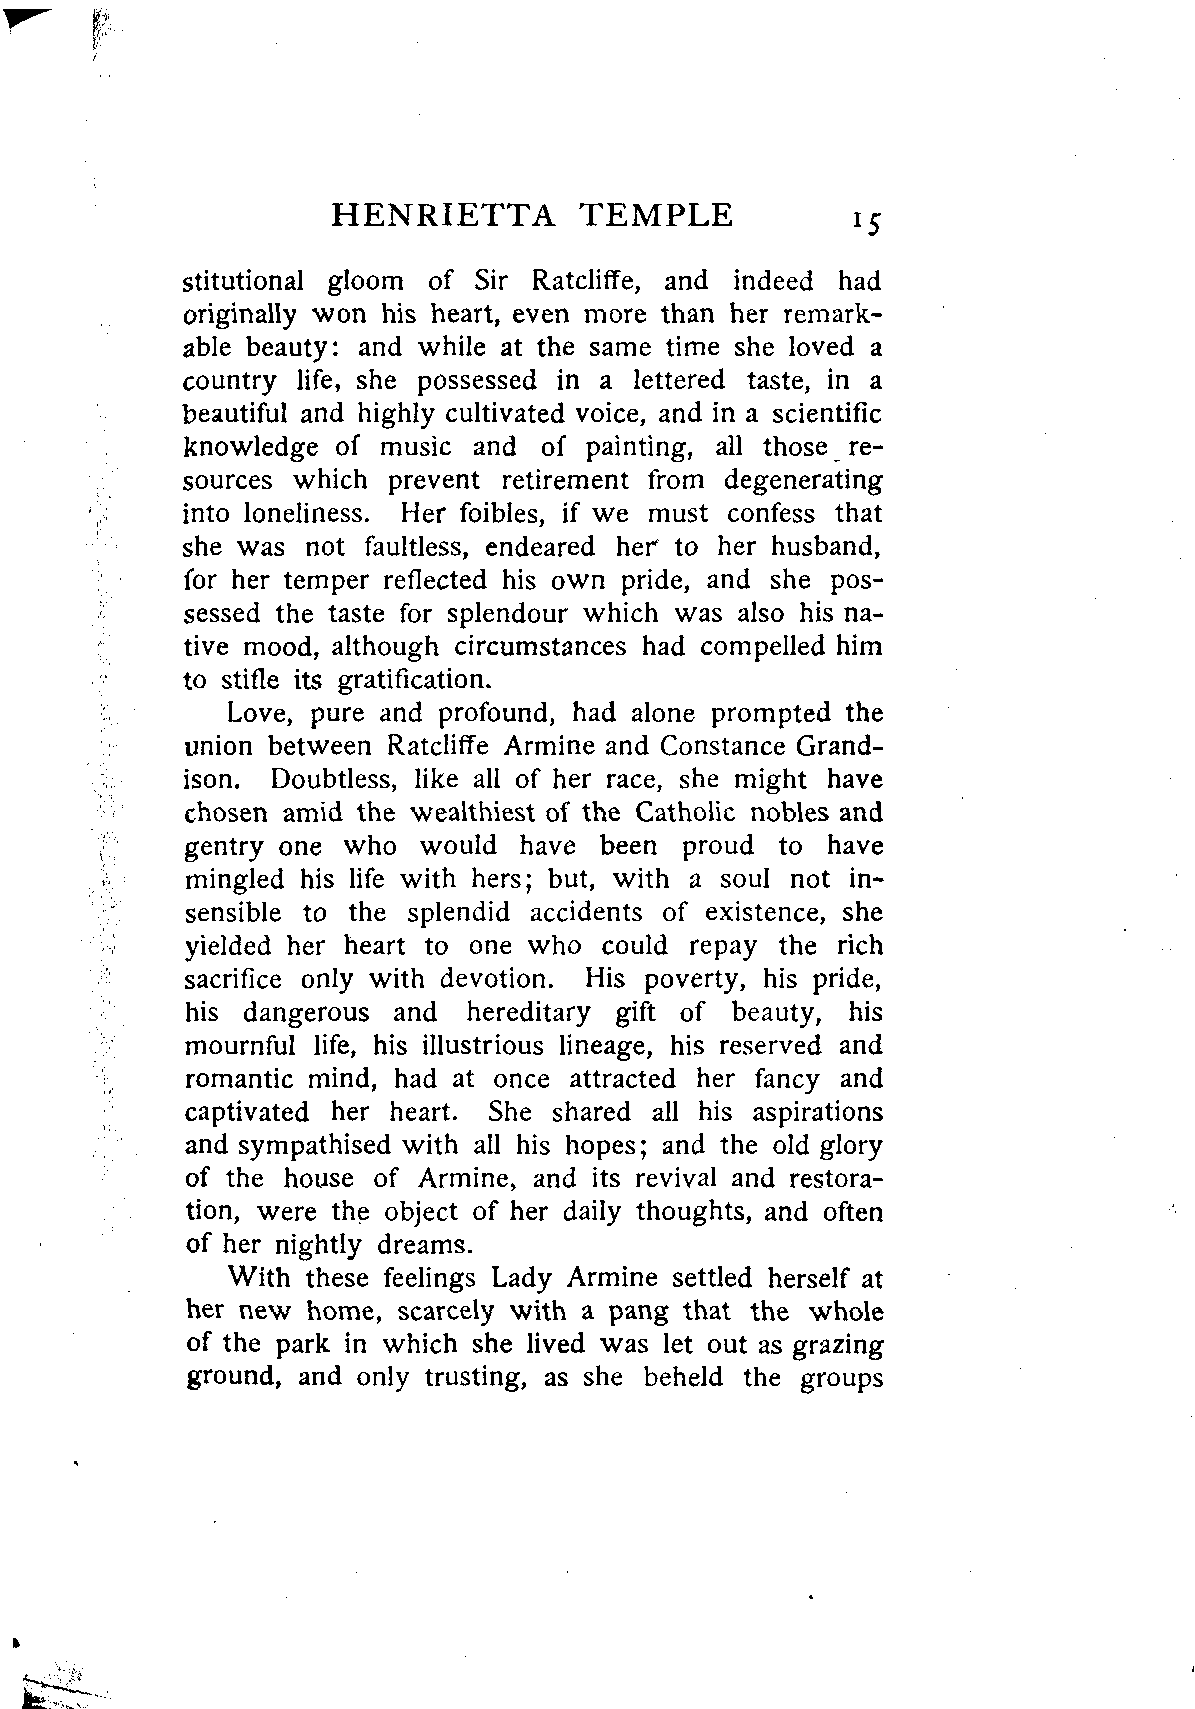 HENRIETTA TEMPLE 15
stitutional gloom of Sir Ratcliffe, and indeed had
originally won his heart, even more than her remark-
able beauty: and while at the same time she loved a
country life, she possessed in a lettered taste, in a
beautiful and highly cultivated voice, and in a scientific
knowledge of music and of painting, all those re-
sources which prevent retirement from degenerating
into loneliness. Her foibles, if we must confess that
she was not faultless, endeared her to her husband,
for her temper reflected his own pride, and she pos-
sessed the taste for splendour which was also his na-
tive mood, although circumstances had compelled him
to stifle its gratification.
Love, pure and profound, had alone prompted the
union between Ratcliffe Armine and Constance Grand-
ison. Doubtless, like all of her race, she might have
chosen amid the wealthiest of the Catholic nobles and
gentry one who would have been proud to have
mingled his life with hers; but, with a soul not in-
sensible to the splendid accidents of existence, she
yielded her heart to one who could repay the rich
sacrifice only with devotion. His poverty, his pride,
his dangerous and hereditary gift of beauty, his
mournful life, his illustrious lineage, his reserved and
romantic mind, had at once attracted her fancy and
captivated her heart. She shared all his aspirations
and sympathised with all his hopes; and the old glory
of the house of Armine, and its revival and restora-
tion, were the object of her daily thoughts, and often
of her nightly dreams.
With these feelings Lady Armine settled herself at
her new home, scarcely with a pang that the whole
of the park in which she lived was let out as grazing
ground, and only trusting, as she beheld the groups